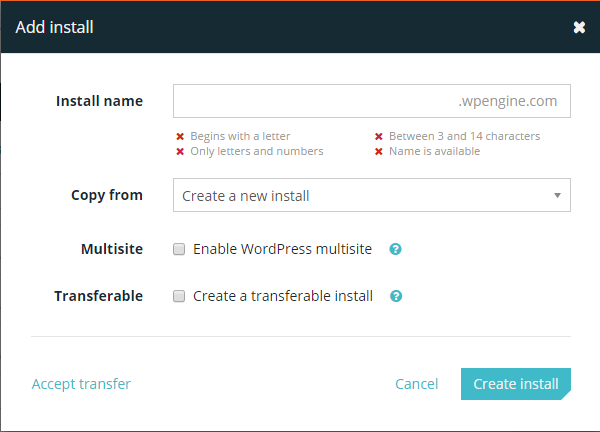 Add install
Install name
.wpengine.com
Begins with a letter
Between 3 and 14 characters
Only letters and numbers
Name is available
Copy from
Create a new install
Multisite
Enable WordPress multisite
?
Transferable
Create a transferable install
?
Accept transfer
Cancel
Create install